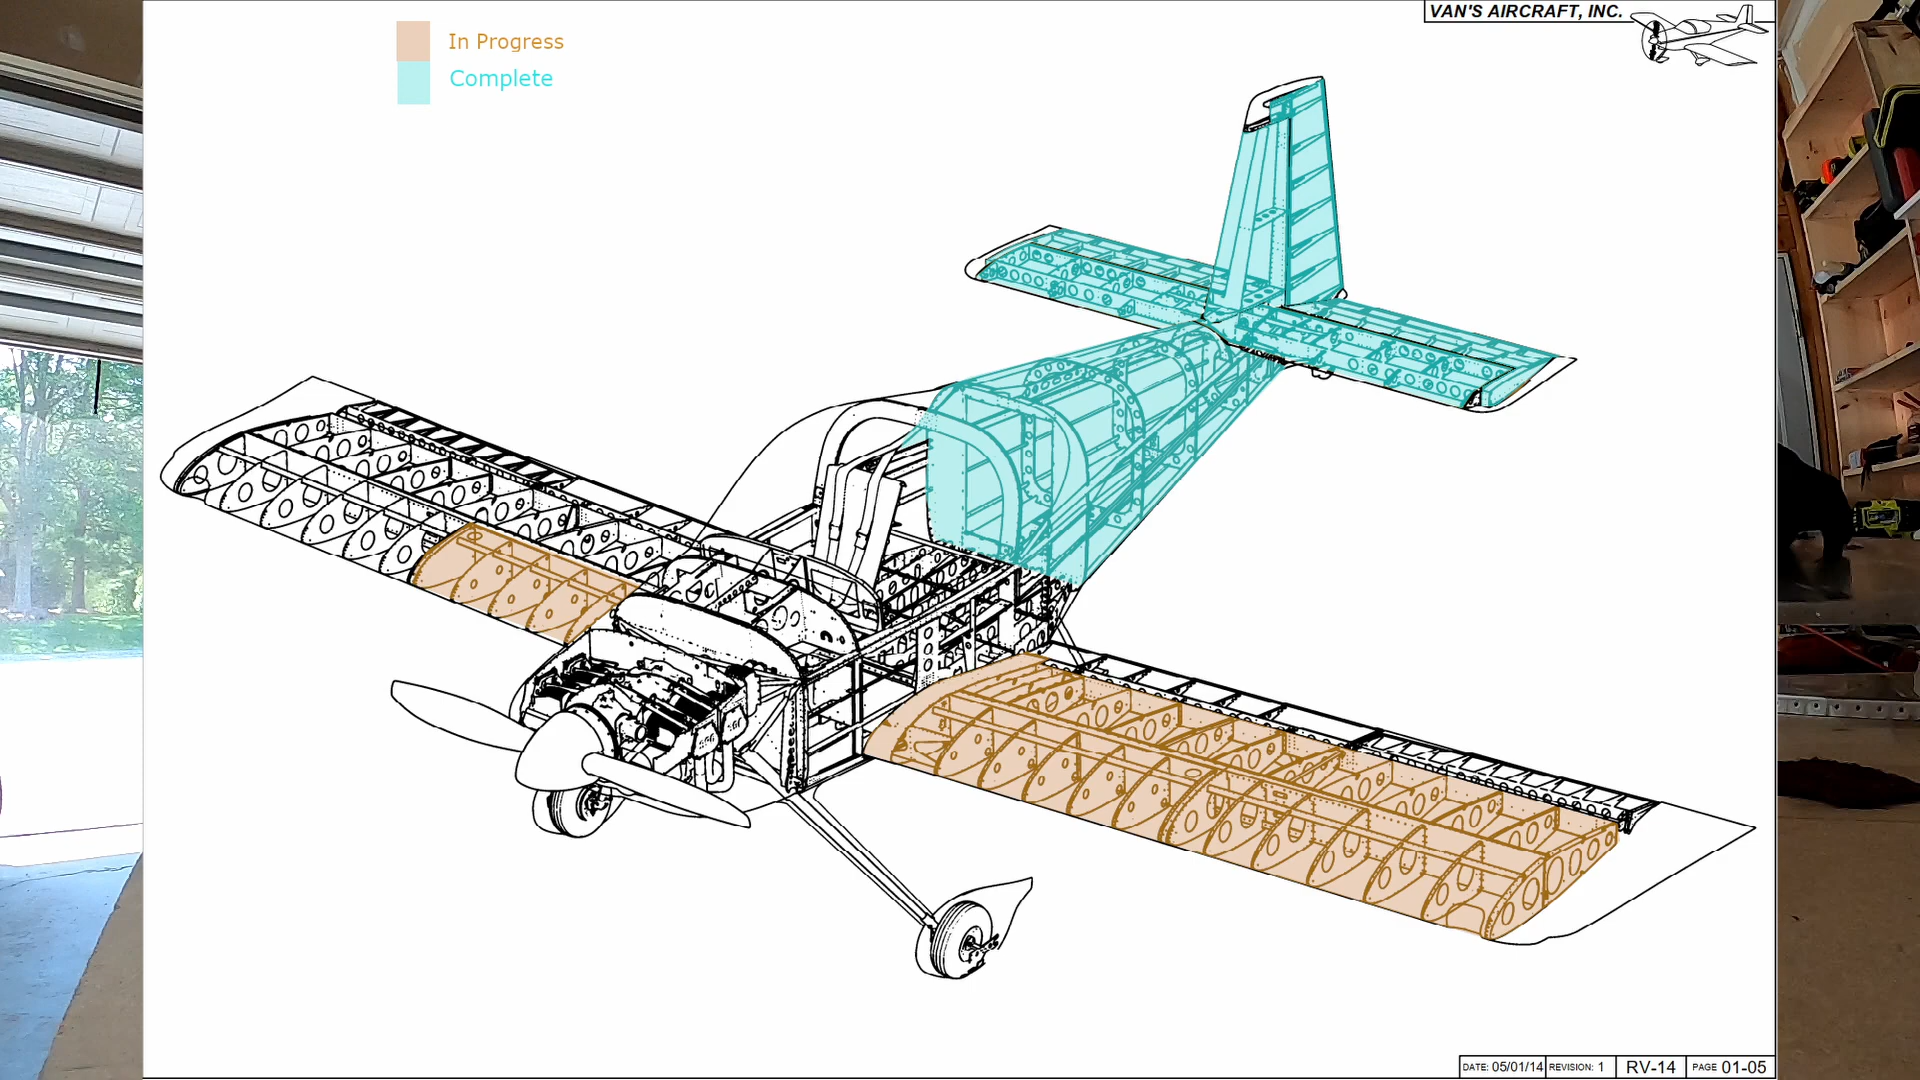 VAN'S AIRCRAFT, INC.
In Progress
Complete
DATE: 05/01/14 REVISION: 1 RV-14 PAGE 01-05